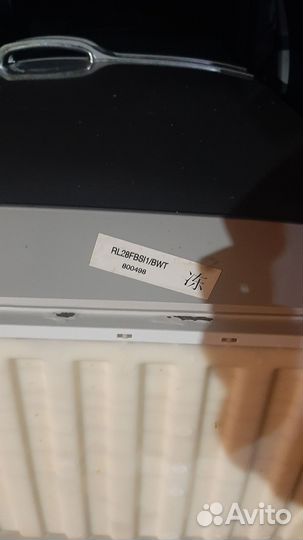 RL28FBSI1/BWT
800498
冻
Avito